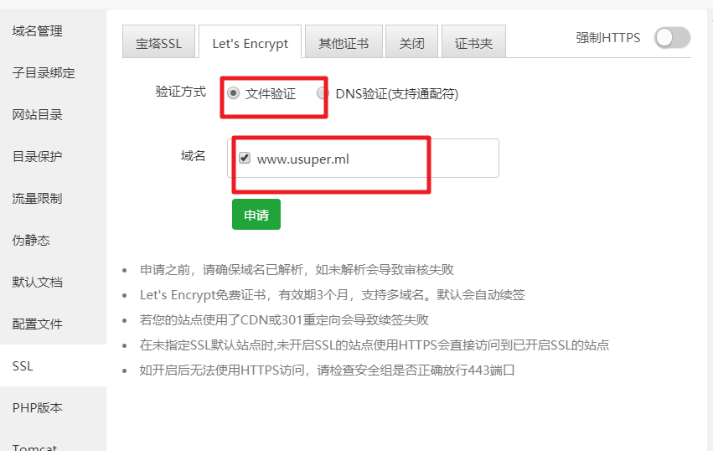 域名管理
子目录绑定
网站目录
目录保护
流量限制
伪静态
默认文档
配置文件
SSL
PHP版本
Tomcat
宝塔SSL Let's Encrypt 其他证书 关闭 证书夹 强制HTTPS
验证方式 文件验证 DNS验证(支持通配符)
域名 www.usuper.ml
申请
申请之前，请确保域名已解析，如未解析会导致审核失败
Let's Encrypt免费证书，有效期3个月，支持多域名。默认会自动续签
若您的站点使用了CDN或301重定向会导致续签失败
在未指定SSL默认站点时,未开启SSL的站点使用HTTPS会直接访问到已开启SSL的站点
如开启后无法使用HTTPS访问，请检查安全组是否正确放行443端口